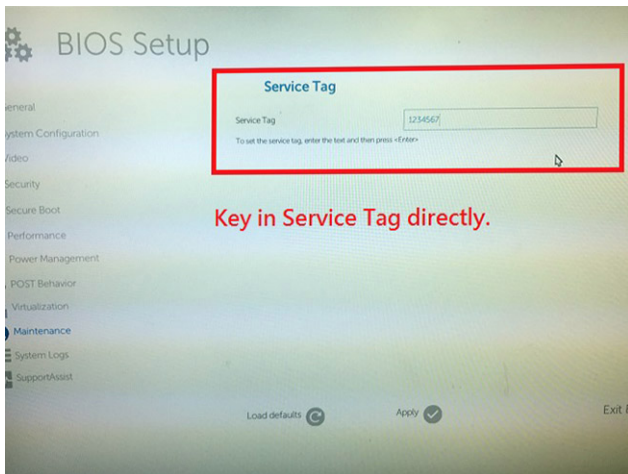 BIOS Setup
Service Tag
Service Tag
1234567
To set the service tag, enter the text and then press <Enter>
Key in Service Tag directly.
General
System Configuration
Video
Security
Secure Boot
Performance
Power Management
POST Behavior
Virtualization
Maintenance
System Logs
SupportAssist
Load defaults
Apply
Exit